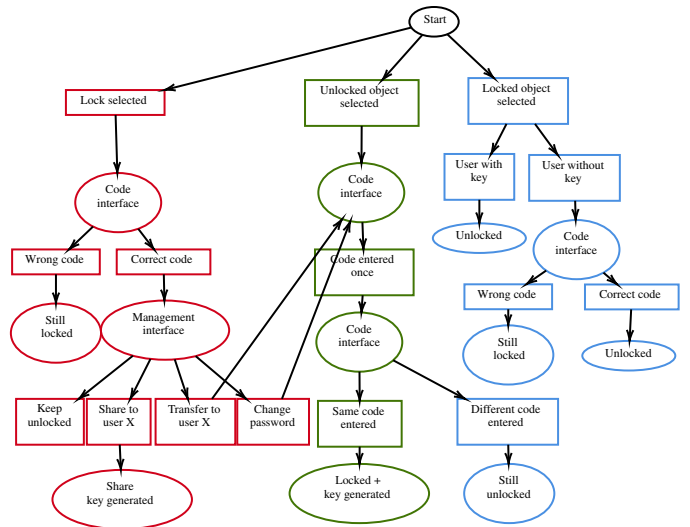 Start
Lock selected
Unlocked object
selected
Locked object
selected
Code
interface
Code
interface
User with
key
User without
key
Unlocked
Code
interface
Wrong code
Correct code
Code entered
once
Wrong code
Correct code
Still
locked
Management
interface
Code
interface
Still
locked
Unlocked
Keep
unlocked
Share to
user X
Transfer to
user X
Change
password
Same code
entered
Different code
entered
Share
key generated
Locked +
key generated
Still
unlocked